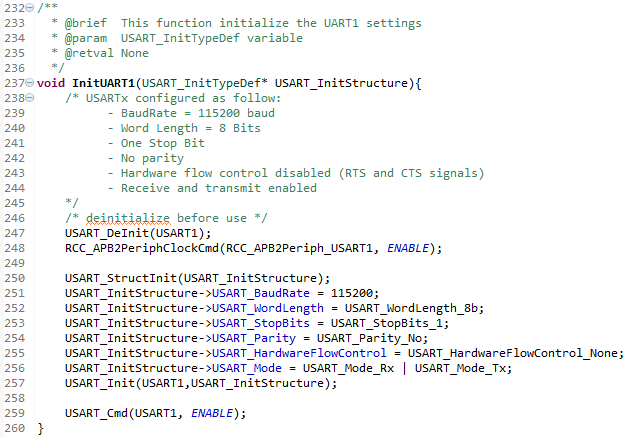 232 /**
233  * @brief  This function initialize the UART1 settings
234  * @param  USART_InitTypeDef variable
235  * @retval None
236  */
237 void InitUART1(USART_InitTypeDef* USART_InitStructure){
238     /* USARTx configured as follow:
239           - BaudRate = 115200 baud
240           - Word Length = 8 Bits
241           - One Stop Bit
242           - No parity
243           - Hardware flow control disabled (RTS and CTS signals)
244           - Receive and transmit enabled
245     */
246     /* deinitialize before use */
247     USART_DeInit(USART1);
248     RCC_APB2PeriphClockCmd(RCC_APB2Periph_USART1, ENABLE);
249
250     USART_StructInit(USART_InitStructure);
251     USART_InitStructure->USART_BaudRate = 115200;
252     USART_InitStructure->USART_WordLength = USART_WordLength_8b;
253     USART_InitStructure->USART_StopBits = USART_StopBits_1;
254     USART_InitStructure->USART_Parity = USART_Parity_No;
255     USART_InitStructure->USART_HardwareFlowControl = USART_HardwareFlowControl_None;
256     USART_InitStructure->USART_Mode = USART_Mode_Rx | USART_Mode_Tx;
257     USART_Init(USART1,USART_InitStructure);
258
259     USART_Cmd(USART1, ENABLE);
260 }